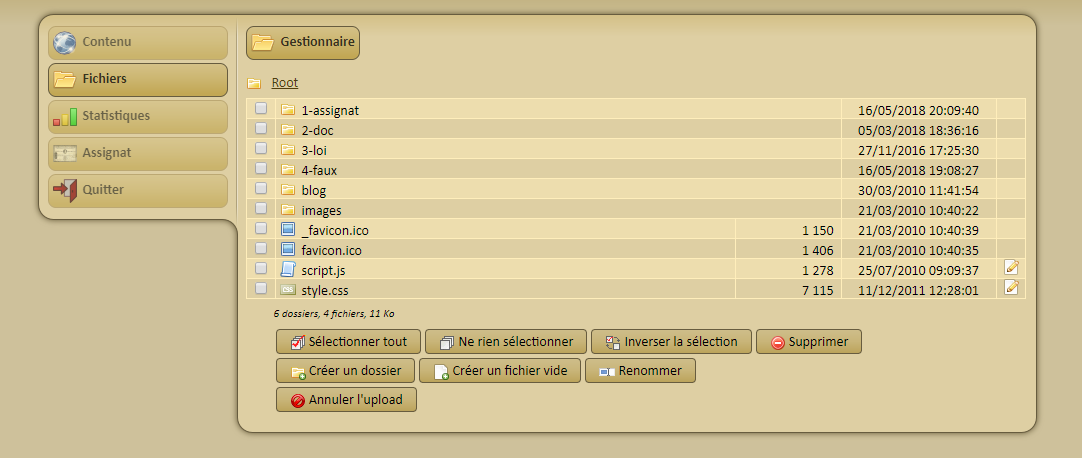 Contenu
Fichiers
Statistiques
Assignat
Quitter
Gestionnaire
Root
1-assignat 16/05/2018 20:09:40
2-doc 05/03/2018 18:36:16
3-loi 27/11/2016 17:25:30
4-faux 16/05/2018 19:08:27
blog 30/03/2010 11:41:54
images 21/03/2010 10:40:22
_favicon.ico 1 150 21/03/2010 10:40:39
favicon.ico 1 406 21/03/2010 10:40:35
script.js 1 278 25/07/2010 09:09:37
CSS style.css 7 115 11/12/2011 12:28:01
6 dossiers, 4 fichiers, 11 Ko
Sélectionner tout Ne rien sélectionner Inverser la sélection Supprimer
Créer un dossier Créer un fichier vide Renommer
Annuler l'upload